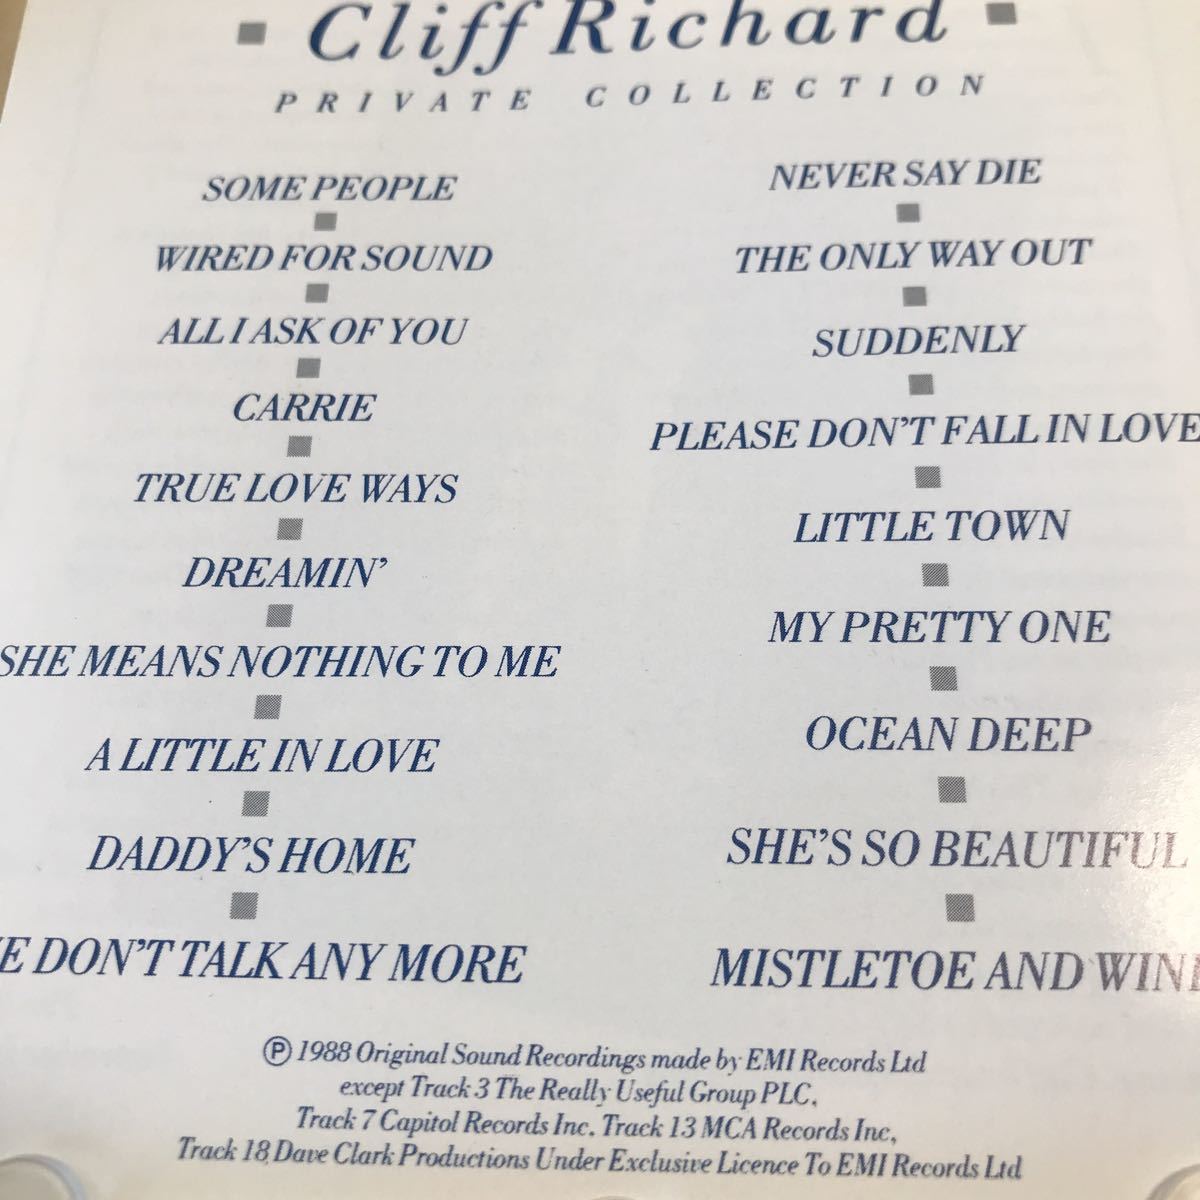 Cliff Richard
PRIVATE COLLECTION
SOME PEOPLE
WIRED FOR SOUND
ALL I ASK OF YOU
CARRIE
TRUE LOVE WAYS
DREAMIN'
SHE MEANS NOTHING TO ME
A LITTLE IN LOVE
DADDY'S HOME
E DON'T TALK ANY MORE
NEVER SAY DIE
THE ONLY WAY OUT
SUDDENLY
PLEASE DON'T FALL IN LOVE
LITTLE TOWN
MY PRETTY ONE
OCEAN DEEP
SHE'S SO BEAUTIFUL
MISTLETOE AND WIN
Ⓟ 1988 Original Sound Recordings made by EMI Records Ltd
except Track 3 The Really Useful Group PLC,
Track 7 Capitol Records Inc. Track 13 MCA Records Inc,
Track 18 Dave Clark Productions Under Exclusive Licence To EMI Records Ltd